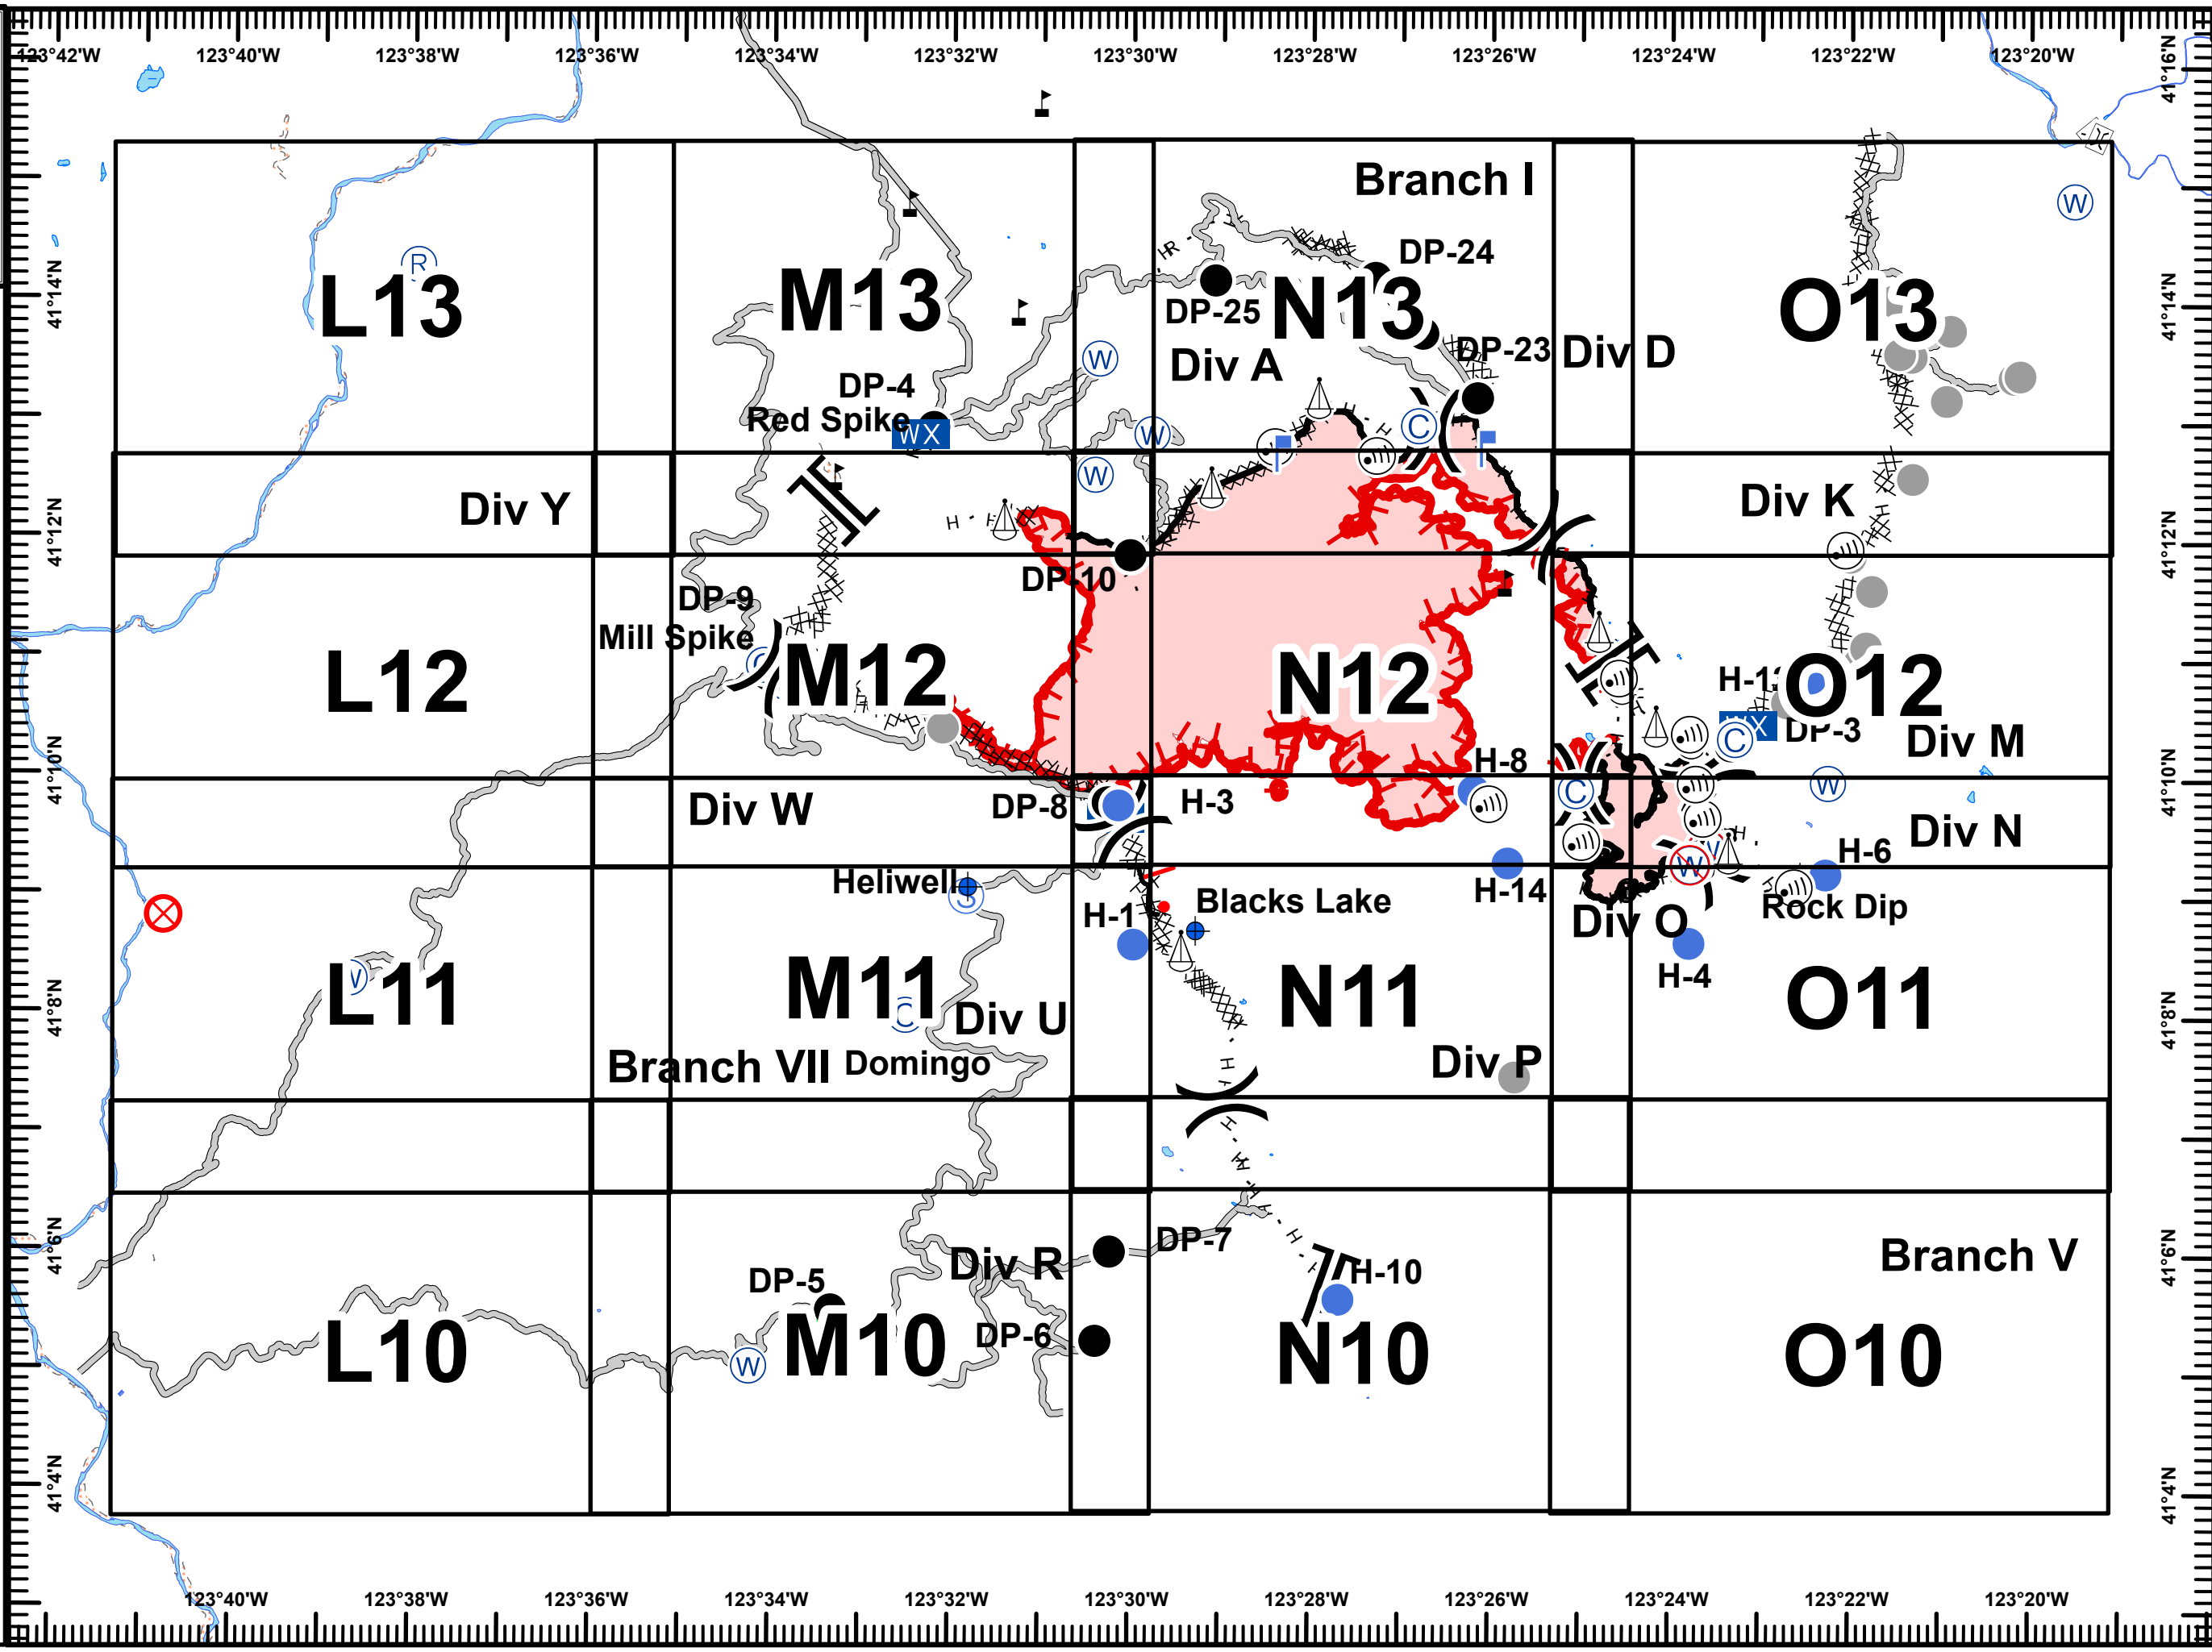 123°42'W 123°40'W 123°38'W 123°36'W 123°34'W 123°32'W 123°30'W 123°28'W 123°26'W 123°24'W 123°22'W 123°20'W
41°16'N
Branch I
W
HR
DP-24
R
41°14'N
L13
M13
DP-25
N13
O13
41°14'N
DP-23
Div D
Div A
W
DP-4
Red Spike
WX
W
C
H
H
W
Div Y
Div K
H
H
41°12'N
41°12'N
DP-10
DP-9
Mill Spike
L12
M12
N12
O12
DP-3
WX
C
Div M
H-8
41°10'N
41°10'N
C
W
Div W
DP-8
H-3
Div N
H
W
H-6
H-14
Heliwell
S
Rock Dip
Blacks Lake
H-1
Div O
H-4
W
L11
M11
C
N11
O11
41°8'N
41°8'N
Div U
Branch VII
Domingo
Div P
H
H
H
H
H
H
H
DP-7
41°6'N
41°6'N
Div R
Branch V
DP-5
H-10
DP-6
W
L10
M10
N10
O10
41°4'N
41°4'N
123°40'W 123°38'W 123°36'W 123°34'W 123°32'W 123°30'W 123°28'W 123°26'W 123°24'W 123°22'W 123°20'W